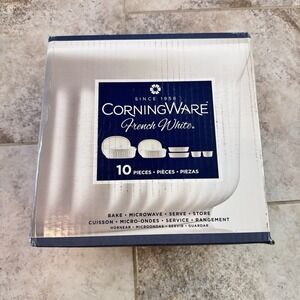 SINCE 1958
CORNINGWARE
French White®
10 PIECES • PIÈCES • PIEZAS
BAKE • MICROWAVE • SERVE • STORE
CUISSON • MICRO-ONDES • SERVICE • RANGEMENT
HORNEAR • MICROONDAS • SERVIR • GUARDAR